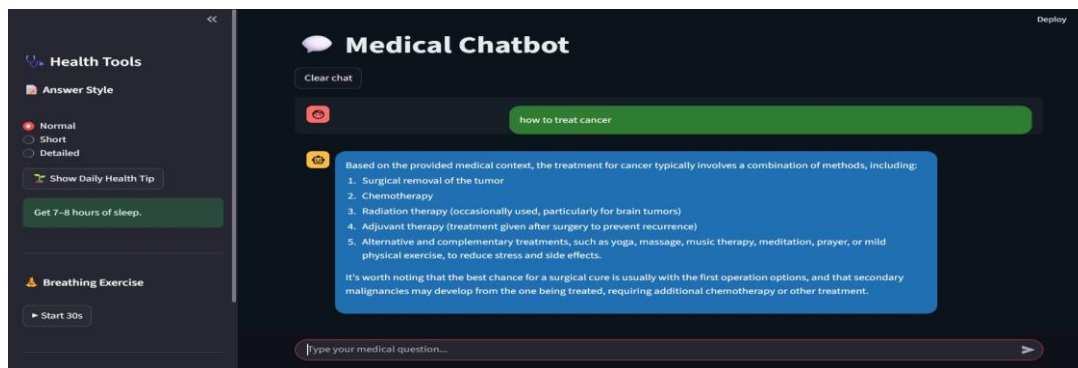 Deploy
Health Tools
Answer Style
Normal
Short
Detailed
Show Daily Health Tip
Get 7–8 hours of sleep.
Breathing Exercise
Start 30s
Medical Chatbot
Clear chat
how to treat cancer
Based on the provided medical context, the treatment for cancer typically involves a combination of methods, including:
1. Surgical removal of the tumor
2. Chemotherapy
3. Radiation therapy (occasionally used, particularly for brain tumors)
4. Adjuvant therapy (treatment given after surgery to prevent recurrence)
5. Alternative and complementary treatments, such as yoga, massage, music therapy, meditation, prayer, or mild
physical exercise, to reduce stress and side effects.
It's worth noting that the best chance for a surgical cure is usually with the first operation options, and that secondary
malignancies may develop from the one being treated, requiring additional chemotherapy or other treatment.
Type your medical question...